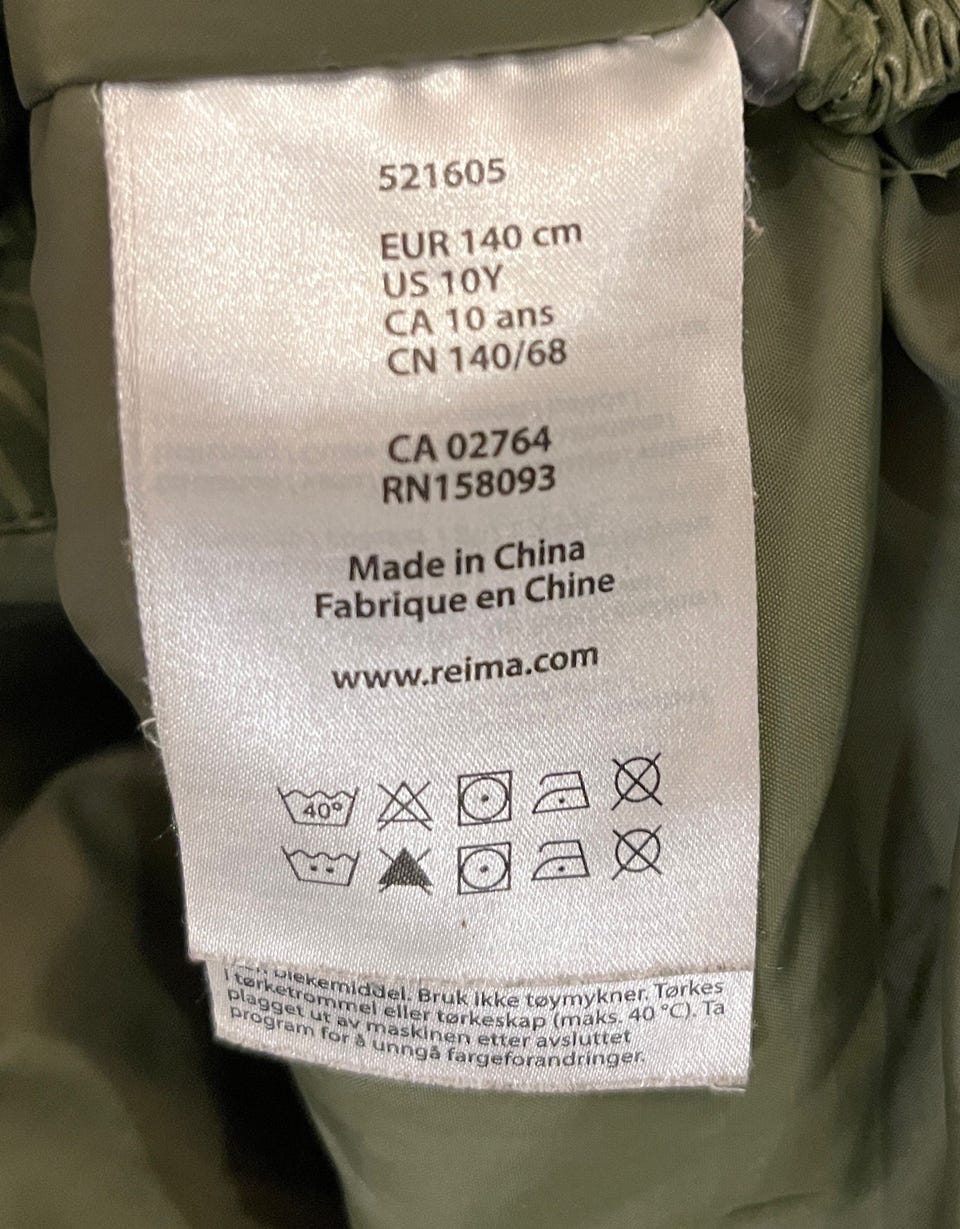 521605
EUR 140 cm
US 10Y
CA 10 ans
CN 140/68
CA 02764
RN158093
Made in China
Fabrique en Chine
www.reima.com
40°
blekemiddel. Bruk ikke tøymykner. Tørkes
i tørketrommel eller tørkeskap (maks. 40 °C). Ta
plagget ut av maskinen etter avsluttet
program for å unngå fargeforandringer.